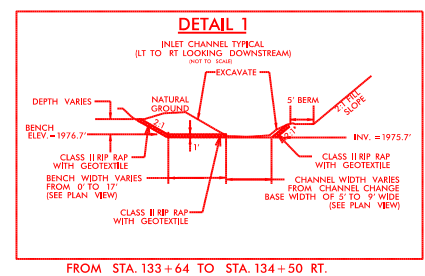 DETAIL 1
INLET CHANNEL TYPICAL
(LT TO RT LOOKING DOWNSTREAM)
(NOT TO SCALE)
EXCAVATE
NATURAL
GROUND
DEPTH VARIES
5' BERM
2:1 FILL
SLOPE
2:1
2:1
BENCH
ELEV. =1976.7'
1'
INV. =1975.7'
CLASS II RIP RAP
WITH GEOTEXTILE
CLASS II RIP RAP
WITH GEOTEXTILE
BENCH WIDTH VARIES
FROM 0' TO 17'
(SEE PLAN VIEW)
CHANNEL WIDTH VARIES
FROM CHANNEL CHANGE
BASE WIDTH OF 5' TO 9' WIDE
(SEE PLAN VIEW)
CLASS II RIP RAP
WITH GEOTEXTILE
FROM STA. 133+64 TO STA. 134+50 RT.